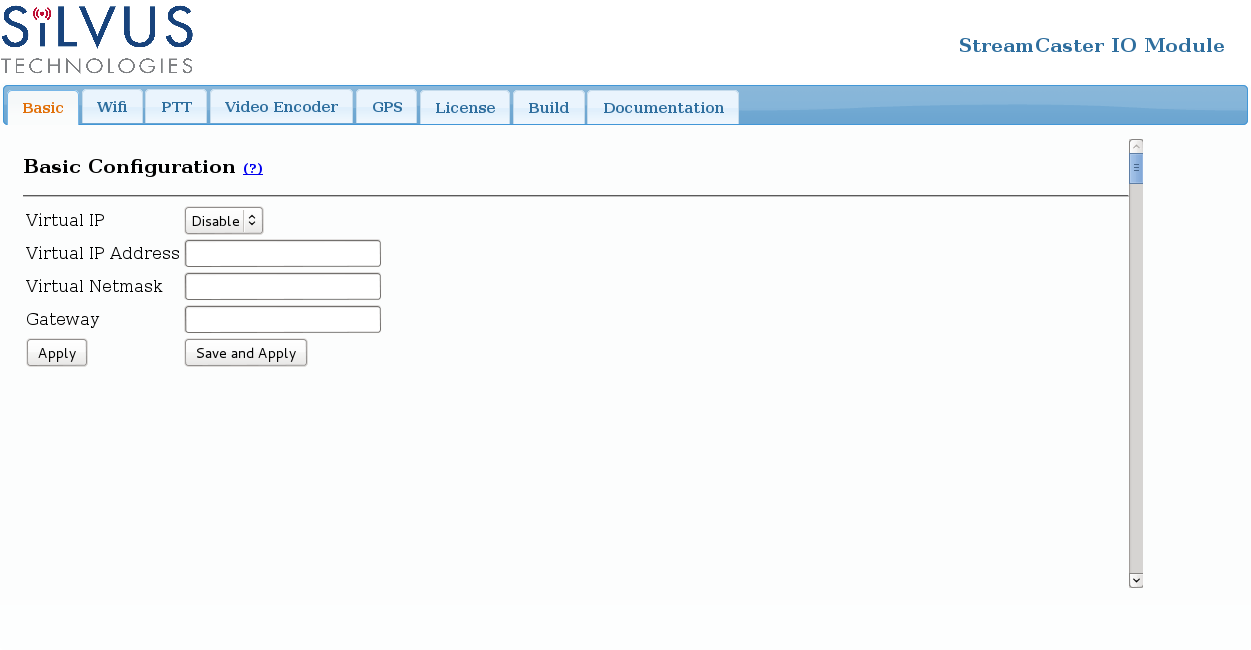 SiLVUS
TECHNOLOGIES
StreamCaster IO Module
Basic Wifi PTT Video Encoder GPS License Build Documentation
Basic Configuration (?)
Virtual IP Disable
Virtual IP Address
Virtual Netmask
Gateway
Apply Save and Apply